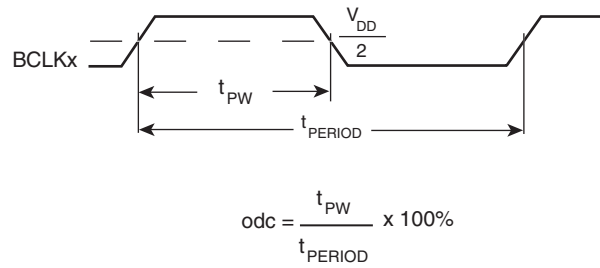 V_DD
2
BCLKx
t_PW
t_PERIOD
odc = t_PW / t_PERIOD x 100%